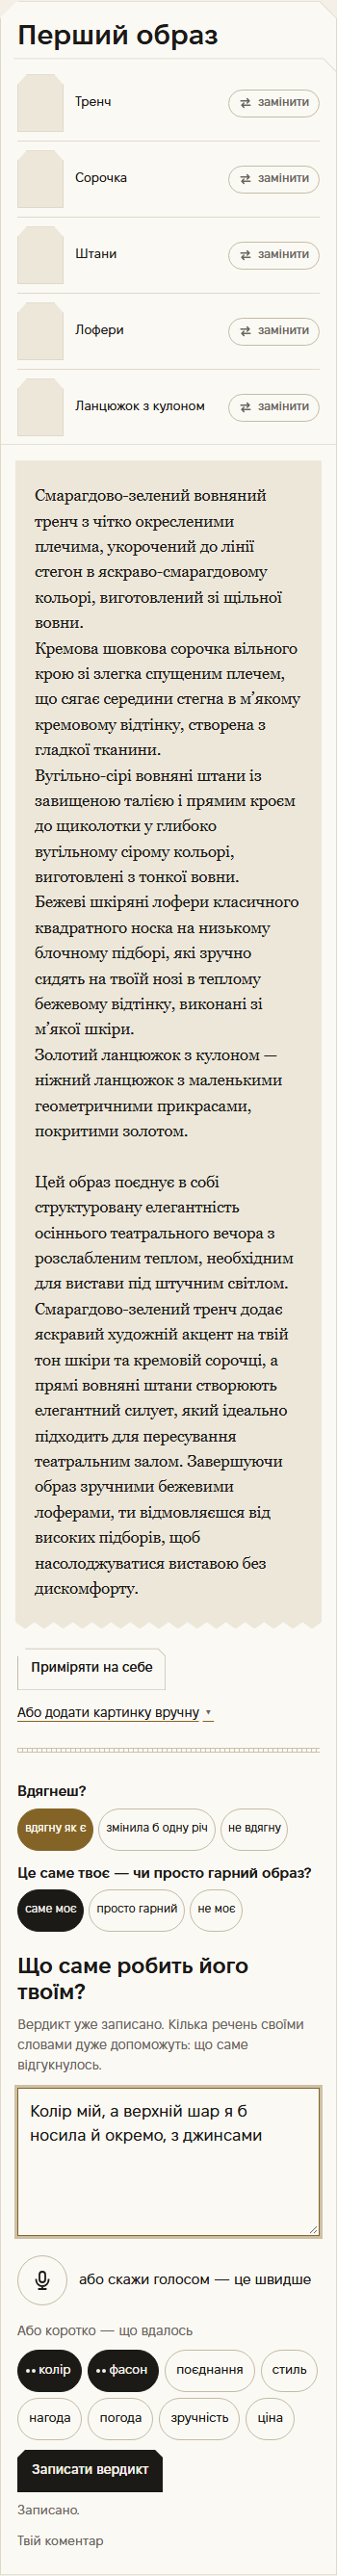 Перший образ
Тренч
замінити
Сорочка
замінити
Штани
замінити
Лофери
замінити
Ланцюжок з кулоном
замінити
Смарагдово-зелений вовняний
тренч з чітко окресленими
плечима, укорочений до лінії
стегон в яскраво-смарагдовому
кольорі, виготовлений зі щільної
вовни.
Кремова шовкова сорочка вільного
крою зі злегка спущеним плечем,
що сягає середини стегна в м’якому
кремовому відтінку, створена з
гладкої тканини.
Вугільно-сірі вовняні штани із
завищеною талією і прямим кроєм
до щиколотки у глибоко
вугільному сірому кольорі,
виготовлені з тонкої вовни.
Бежеві шкіряні лофери класичного
квадратного носка на низькому
блочному підборі, які зручно
сидять на твоїй нозі в теплому
бежевому відтінку, виконані зі
м’якої шкіри.
Золотий ланцюжок з кулоном —
ніжний ланцюжок з маленькими
геометричними прикрасами,
покритими золотом.
Цей образ поєднує в собі
структуровану елегантність
осіннього театрального вечора з
розслабленим теплом, необхідним
для вистави під штучним світлом.
Смарагдово-зелений тренч додає
яскравий художній акцент на твій
тон шкіри та кремовій сорочці, а
прямі вовняні штани створюють
елегантний силует, який ідеально
підходить для пересування
театральним залом. Завершуючи
образ зручними бежевими
лоферами, ти відмовляєшся від
високих підборів, щоб
насолоджуватися виставою без
дискомфорту.
Приміряти на себе
Або додати картинку вручну
Вдягнеш?
вдягну як є
змінила б одну річ
не вдягну
Це саме твоє — чи просто гарний образ?
саме моє
просто гарний
не моє
Що саме робить його
твоїм?
Вердикт уже записано. Кілька речень своїми
словами дуже допоможуть: що саме
відгукнулось.
Колір мій, а верхній шар я б
носила й окремо, з джинсами
або скажи голосом — це швидше
Або коротко — що вдалось
колір
фасон
поєднання
стиль
нагода
погода
зручність
ціна
Записати вердикт
Записано.
Твій коментар